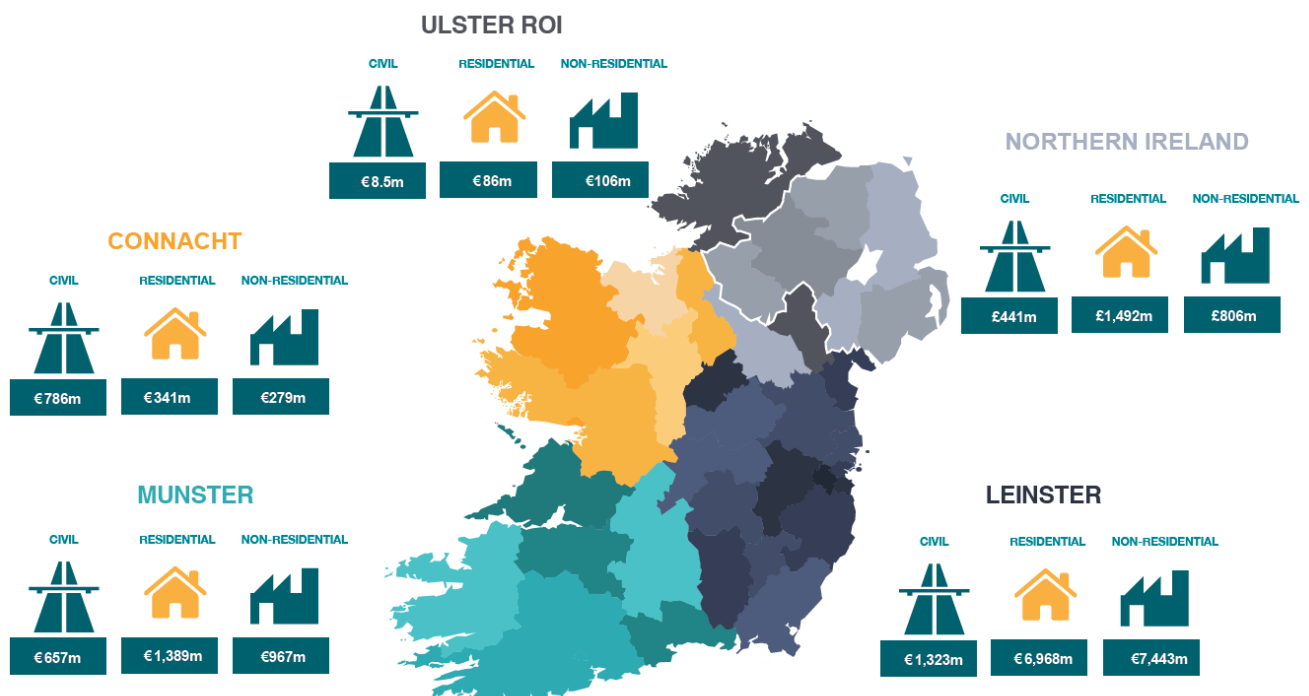 ULSTER ROI
CIVIL RESIDENTIAL NON-RESIDENTIAL
€8.5m €86m €106m
NORTHERN IRELAND
CIVIL RESIDENTIAL NON-RESIDENTIAL
£441m £1,492m £806m
CONNACHT
CIVIL RESIDENTIAL NON-RESIDENTIAL
€786m €341m €279m
MUNSTER
CIVIL RESIDENTIAL NON-RESIDENTIAL
€657m €1,389m €967m
LEINSTER
CIVIL RESIDENTIAL NON-RESIDENTIAL
€1,323m €6,968m €7,443m